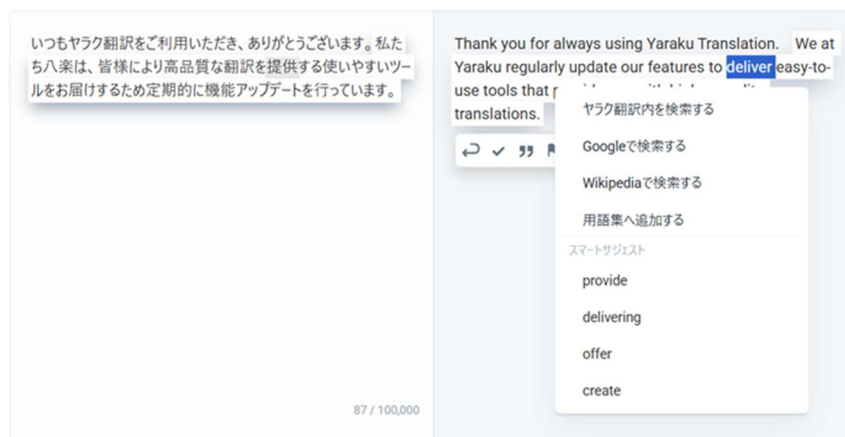 いつもヤラク翻訳をご利用いただき、ありがとうございます。私た
ち八楽は、皆様により高品質な翻訳を提供する使いやすいツー
ルをお届けするため定期的に機能アップデートを行っています。
87 / 100,000
Thank you for always using Yaraku Translation. We at
Yaraku regularly update our features to deliver easy-to-
use tools that
translations.
ヤラク翻訳内を検索する
Googleで検索する
Wikipediaで検索する
用語集へ追加する
スマートサジェスト
provide
delivering
offer
create